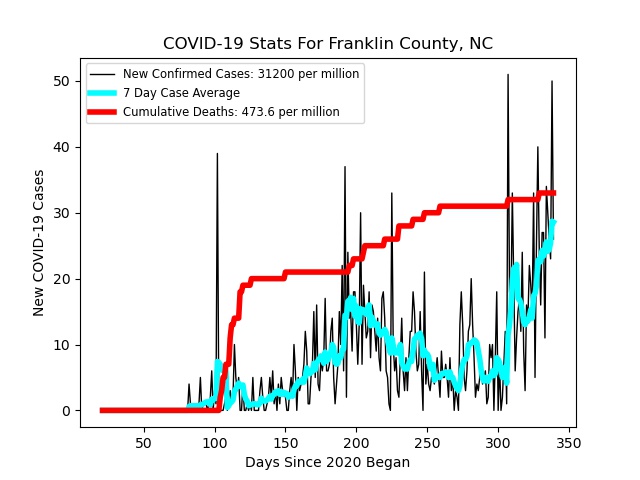 COVID-19 Stats For Franklin County, NC
New Confirmed Cases: 31200 per million
7 Day Case Average
Cumulative Deaths: 473.6 per million
New COVID-19 Cases
50
40
30
20
10
0
50 100 150 200 250 300 350
Days Since 2020 Began